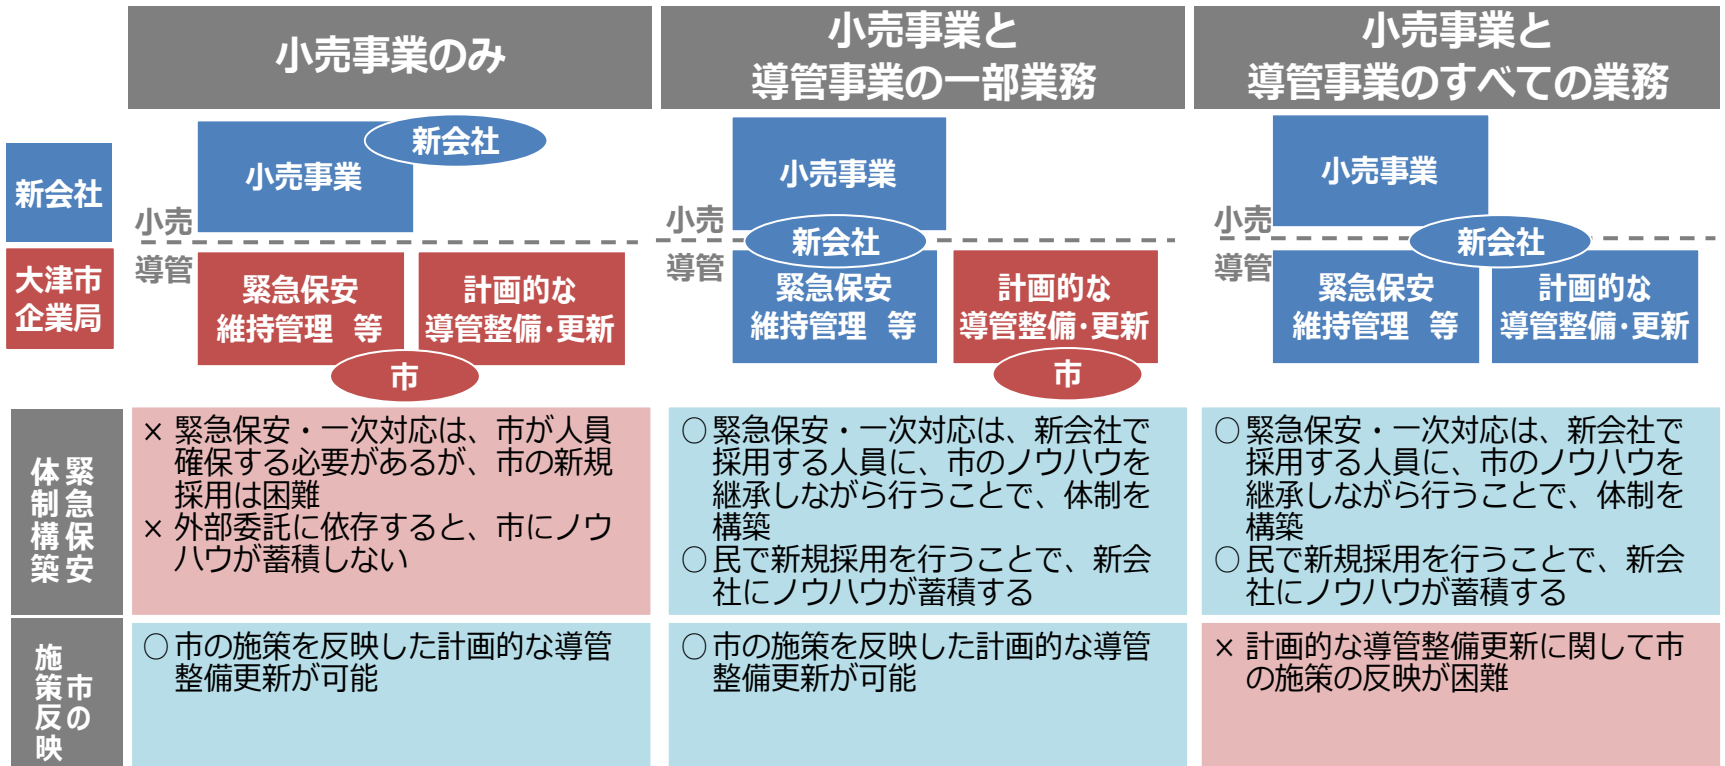 小売事業のみ
小売事業と
導管事業の一部業務
小売事業と
導管事業のすべての業務
新会社
大津市
企業局
小売事業
新会社
小売
導管
緊急保安
維持管理 等
計画的な
導管整備･更新
市
小売事業
新会社
小売
導管
緊急保安
維持管理 等
計画的な
導管整備･更新
市
小売事業
新会社
小売
導管
緊急保安
維持管理 等
計画的な
導管整備･更新
緊急保安
体制構築
× 緊急保安・一次対応は、市が人員
確保する必要があるが、市の新規
採用は困難
× 外部委託に依存すると、市にノウ
ハウが蓄積しない
○ 緊急保安・一次対応は、新会社で
採用する人員に、市のノウハウを
継承しながら行うことで、体制を
構築
○ 民で新規採用を行うことで、新会
社にノウハウが蓄積する
○ 緊急保安・一次対応は、新会社で
採用する人員に、市のノウハウを
継承しながら行うことで、体制を
構築
○ 民で新規採用を行うことで、新会
社にノウハウが蓄積する
市の
施策反映
○ 市の施策を反映した計画的な導管
整備更新が可能
○ 市の施策を反映した計画的な導管
整備更新が可能
× 計画的な導管整備更新に関して市
の施策の反映が困難